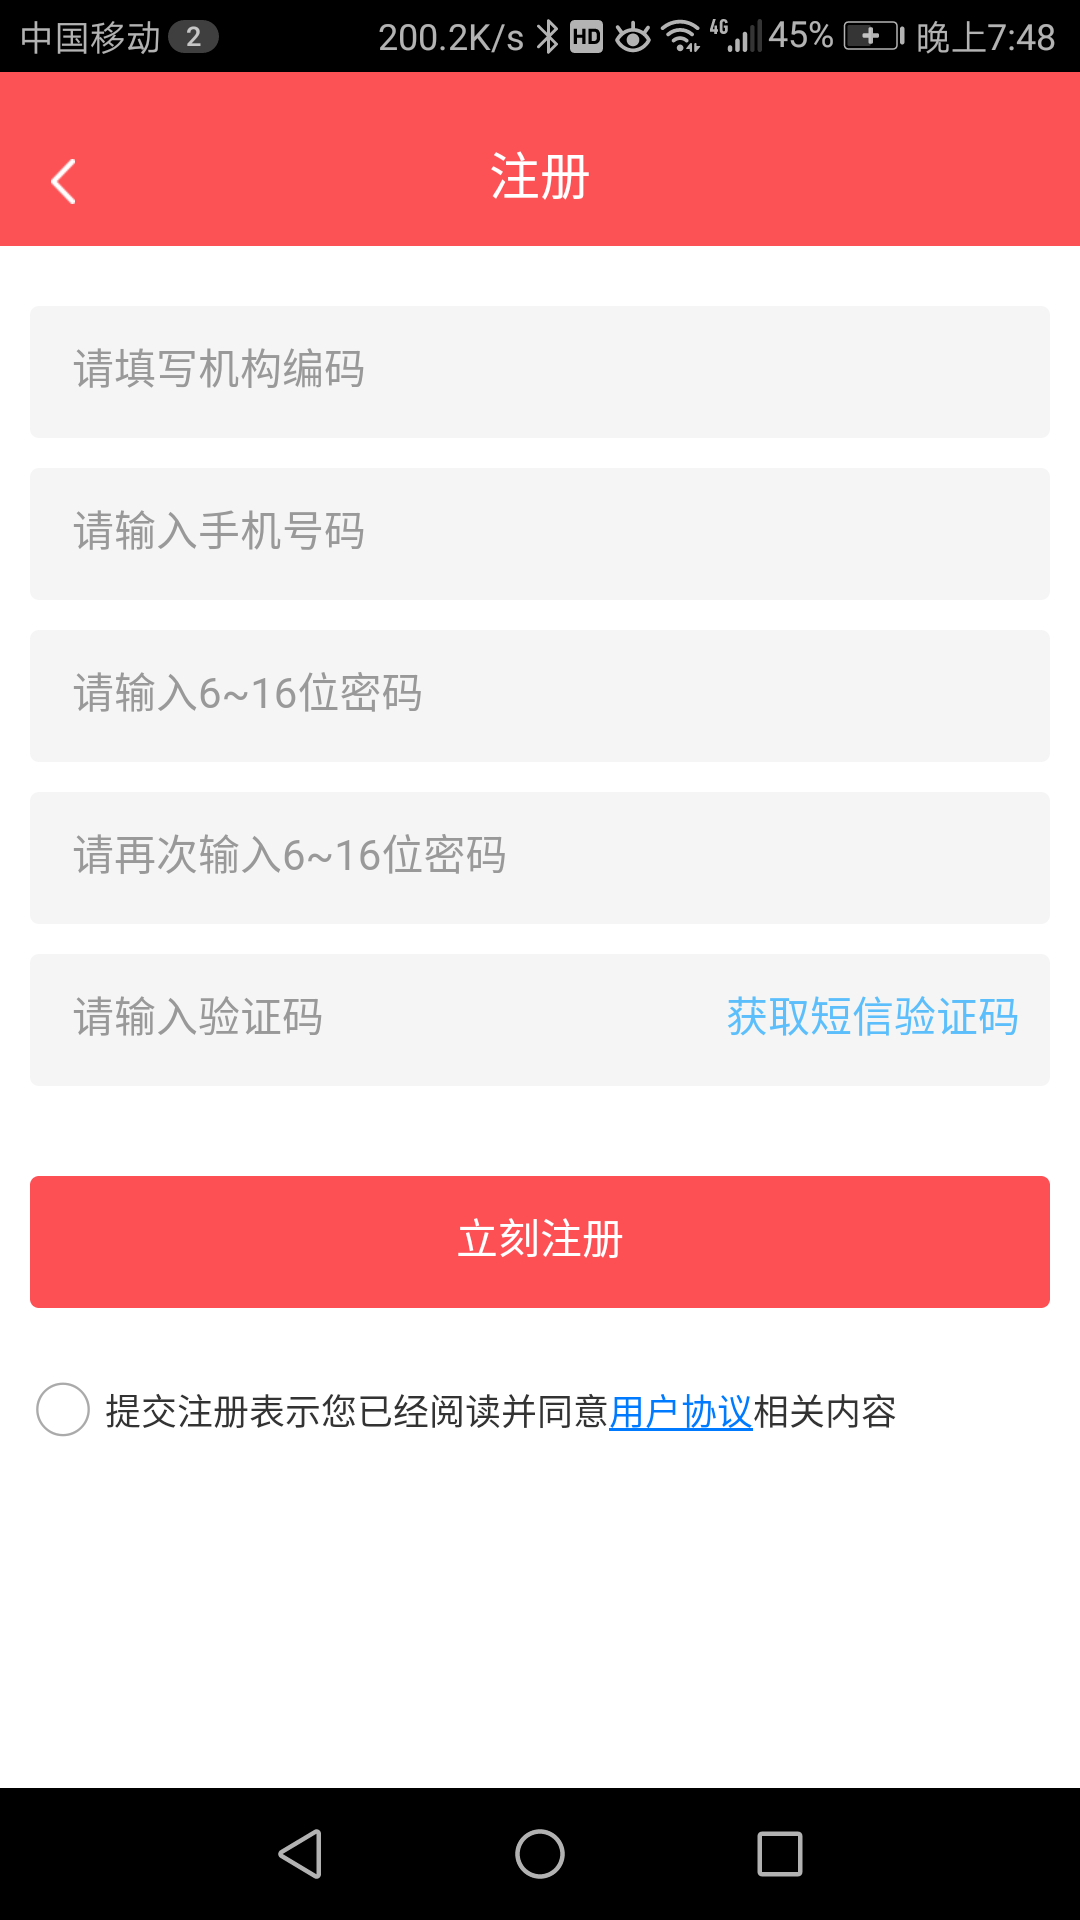 中国移动 2 200.2K/s HD 4G 45% 晚上7:48
注册
请填写机构编码
请输入手机号码
请输入6~16位密码
请再次输入6~16位密码
请输入验证码 获取短信验证码
立刻注册
提交注册表示您已经阅读并同意用户协议相关内容